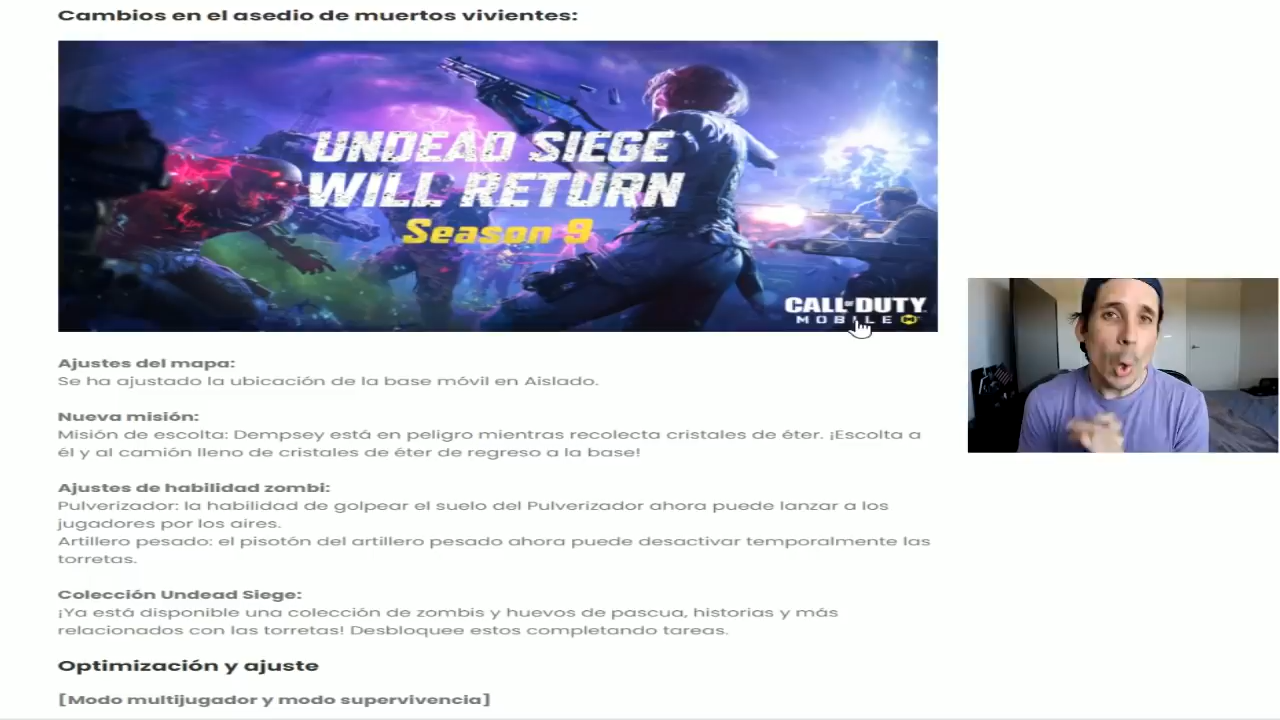 Cambios en el asedio de muertos vivientes:
UNDEAD SIEGE
WILL RETURN
Season 9
CALL OF DUTY
MOBILE
Ajustes del mapa:
Se ha ajustado la ubicación de la base móvil en Aislado.
Nueva misión:
Misión de escolta: Dempsey está en peligro mientras recolecta cristales de éter. ¡Escolta a
él y al camión lleno de cristales de éter de regreso a la base!
Ajustes de habilidad zombi:
Pulverizador: la habilidad de golpear el suelo del Pulverizador ahora puede lanzar a los
jugadores por los aires.
Artillero pesado: el pisotón del artillero pesado ahora puede desactivar temporalmente las
torretas.
Colección Undead Siege:
¡Ya está disponible una colección de zombis y huevos de pascua, historias y más
relacionados con las torretas! Desbloquee estos completando tareas.
Optimización y ajuste
[Modo multijugador y modo supervivencia]